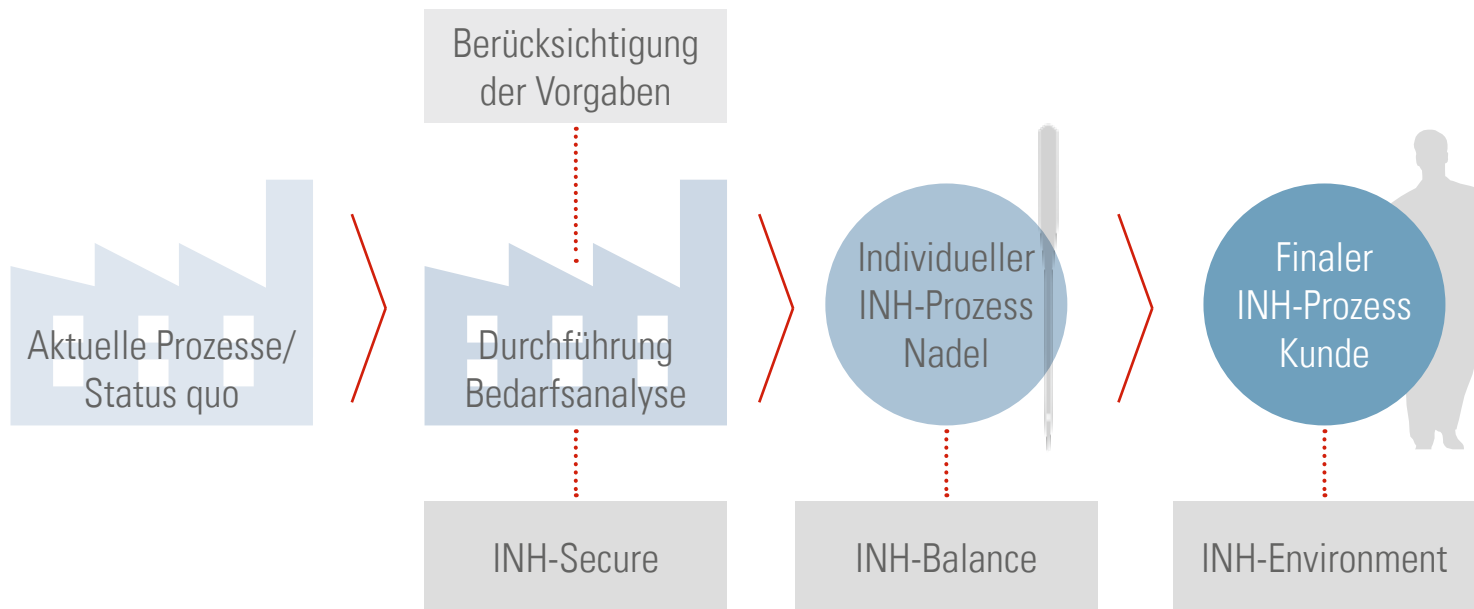 Berücksichtigung
der Vorgaben
Aktuelle Prozesse/
Status quo
Durchführung
Bedarfsanalyse
Individueller
INH-Prozess
Nadel
Finaler
INH-Prozess
Kunde
INH-Secure
INH-Balance
INH-Environment